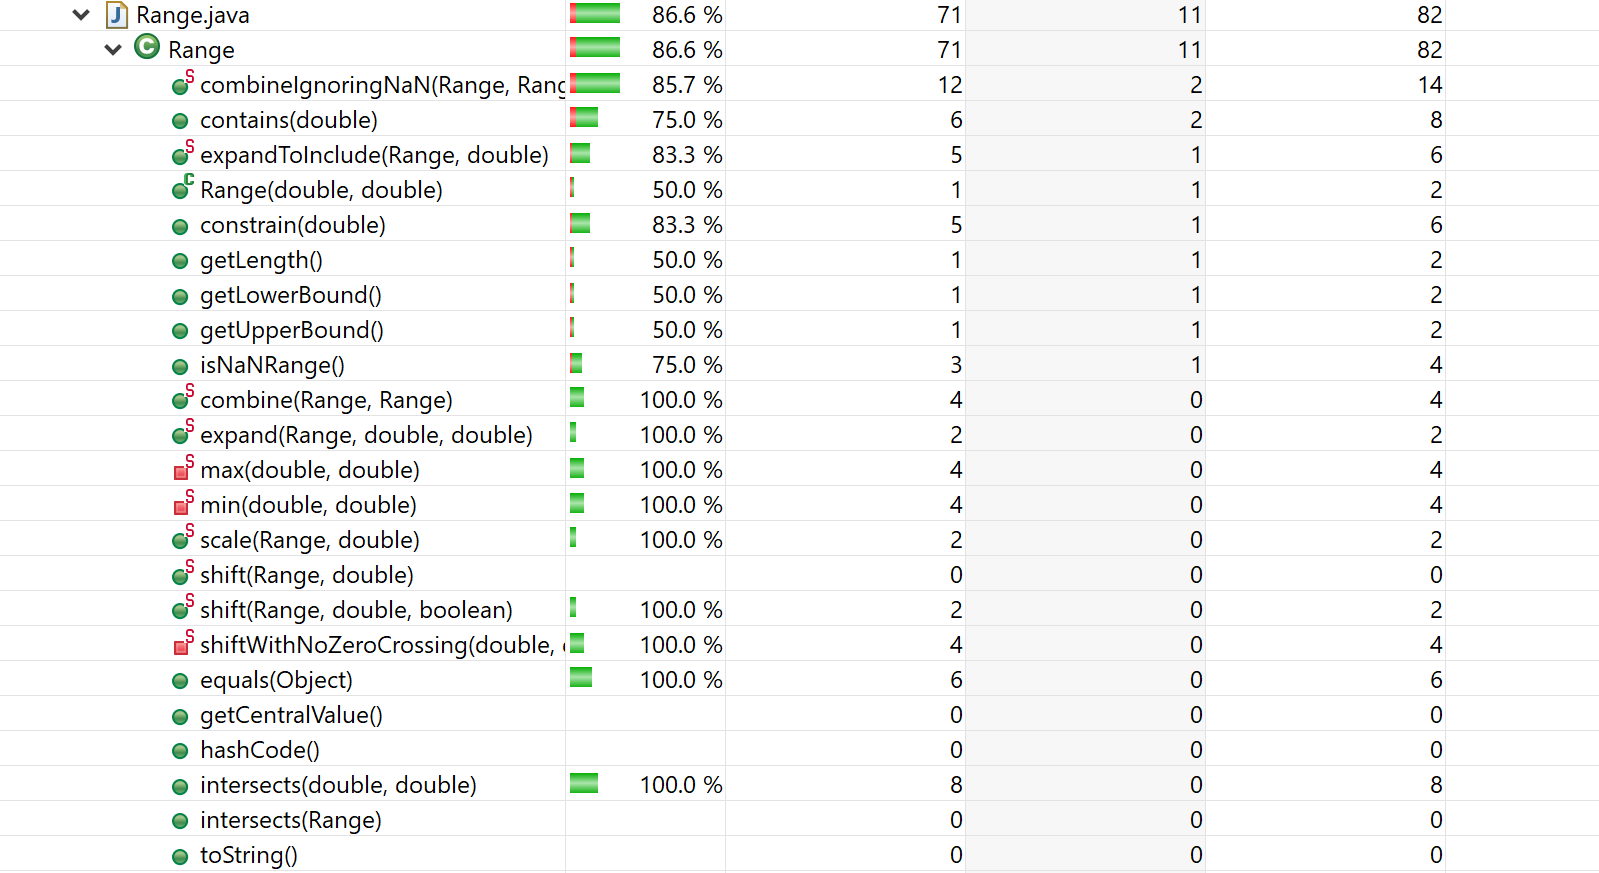 Range.java 86.6 % 71 11 82
Range 86.6 % 71 11 82
combineIgnoringNaN(Range, Rang 85.7 % 12 2 14
contains(double) 75.0 % 6 2 8
expandToInclude(Range, double) 83.3 % 5 1 6
Range(double, double) 50.0 % 1 1 2
constrain(double) 83.3 % 5 1 6
getLength() 50.0 % 1 1 2
getLowerBound() 50.0 % 1 1 2
getUpperBound() 50.0 % 1 1 2
isNaNRange() 75.0 % 3 1 4
combine(Range, Range) 100.0 % 4 0 4
expand(Range, double, double) 100.0 % 2 0 2
max(double, double) 100.0 % 4 0 4
min(double, double) 100.0 % 4 0 4
scale(Range, double) 100.0 % 2 0 2
shift(Range, double) 0 0 0
shift(Range, double, boolean) 100.0 % 2 0 2
shiftWithNoZeroCrossing(double, 100.0 % 4 0 4
equals(Object) 100.0 % 6 0 6
getCentralValue() 0 0 0
hashCode() 0 0 0
intersects(double, double) 100.0 % 8 0 8
intersects(Range) 0 0 0
toString() 0 0 0